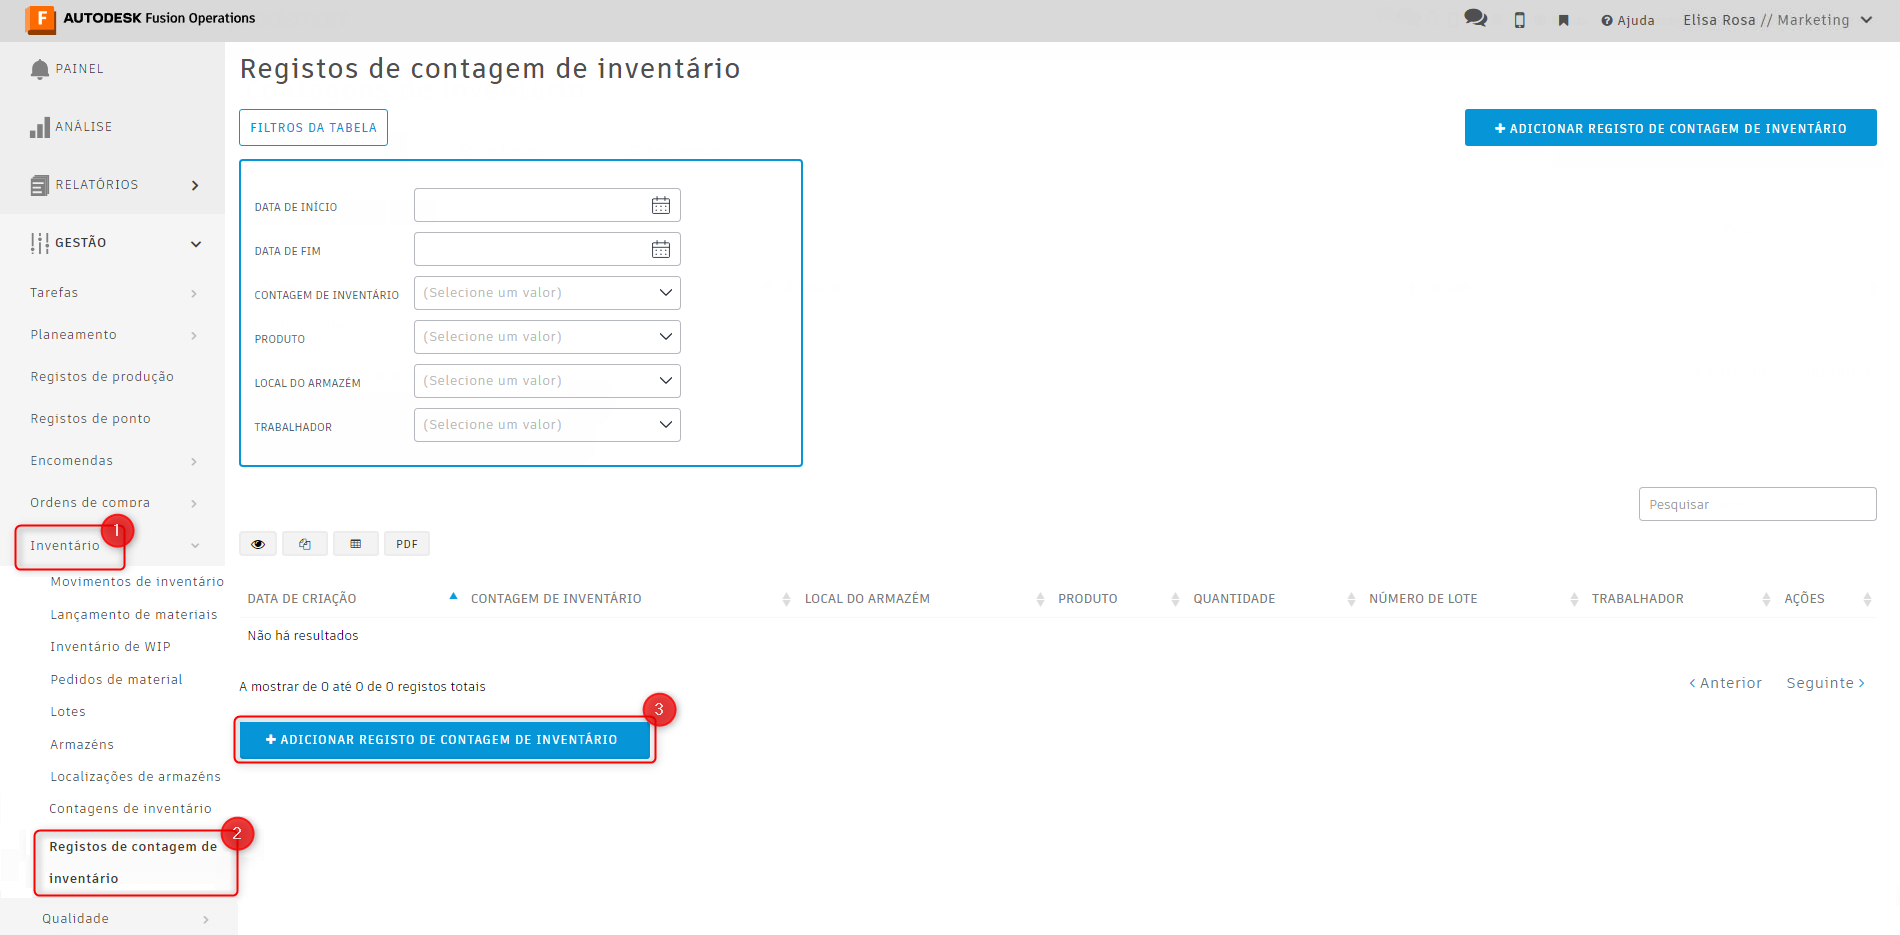 AUTODESK Fusion Operations
Ajuda
Elisa Rosa // Marketing
PAINEL
ANÁLISE
RELATÓRIOS
GESTÃO
Tarefas
Planeamento
Registos de produção
Registos de ponto
Encomendas
Ordens de compra
1
Inventário
Movimentos de inventário
Lançamento de materiais
Inventário de WIP
Pedidos de material
Lotes
Armazéns
Localizações de armazéns
Contagens de inventário
2
Registos de contagem de
inventário
Qualidade
Registos de contagem de inventário
FILTROS DA TABELA
+ ADICIONAR REGISTO DE CONTAGEM DE INVENTÁRIO
DATA DE INÍCIO
DATA DE FIM
CONTAGEM DE INVENTÁRIO (Selecione um valor)
PRODUTO (Selecione um valor)
LOCAL DO ARMAZÉM (Selecione um valor)
TRABALHADOR (Selecione um valor)
Pesquisar
PDF
DATA DE CRIAÇÃO CONTAGEM DE INVENTÁRIO LOCAL DO ARMAZÉM PRODUTO QUANTIDADE NÚMERO DE LOTE TRABALHADOR AÇÕES
Não há resultados
A mostrar de 0 até 0 de 0 registos totais
< Anterior Seguinte >
3
+ ADICIONAR REGISTO DE CONTAGEM DE INVENTÁRIO